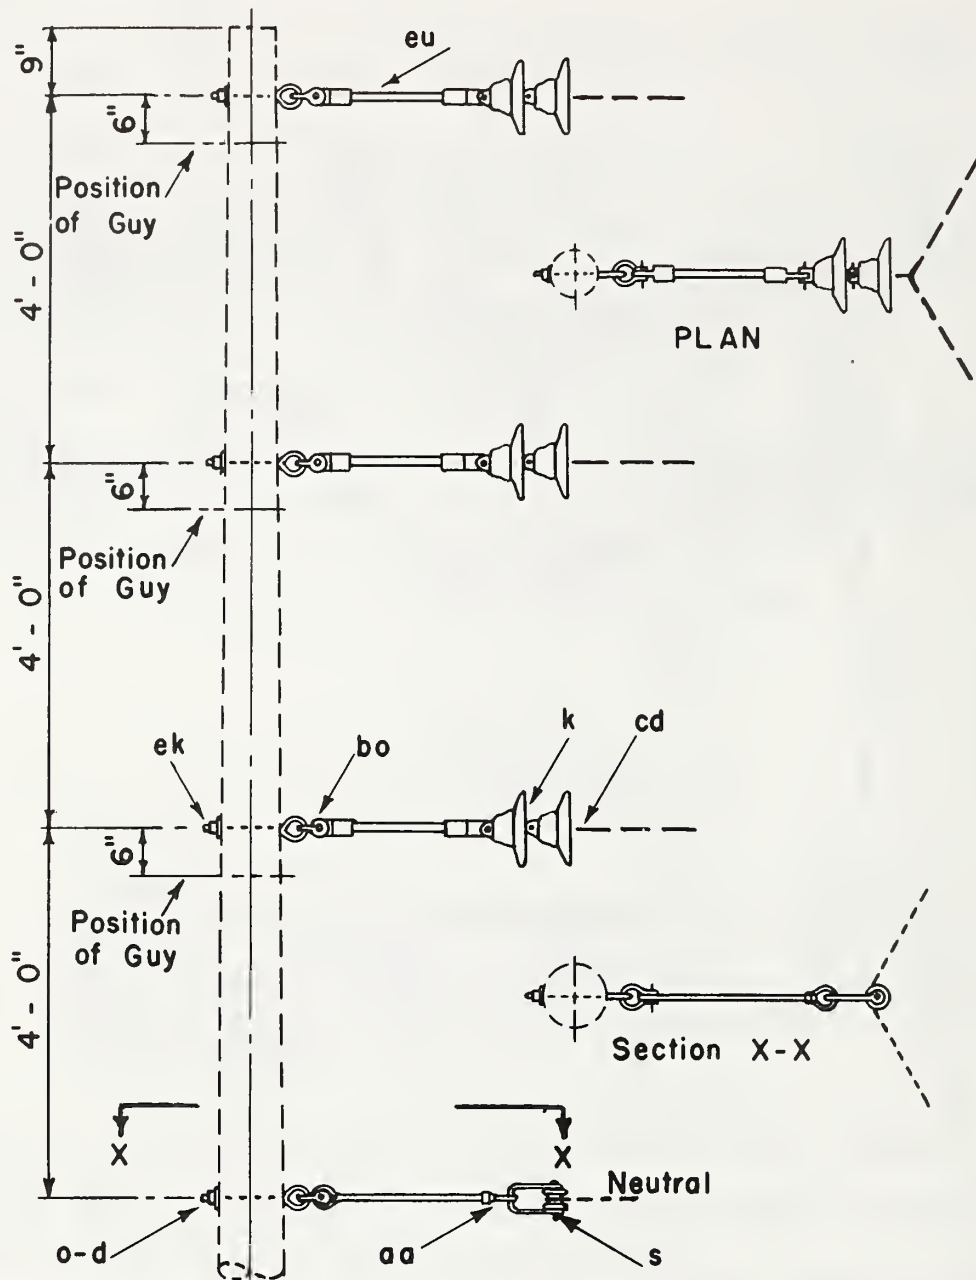 9"
eu
6"
Position
of Guy
4' - 0"
PLAN
6"
Position
of Guy
4' - 0"
ek
bo
k
cd
6"
Position
of Guy
4' - 0"
Section X-X
X
X
Neutral
o-d
aa
s